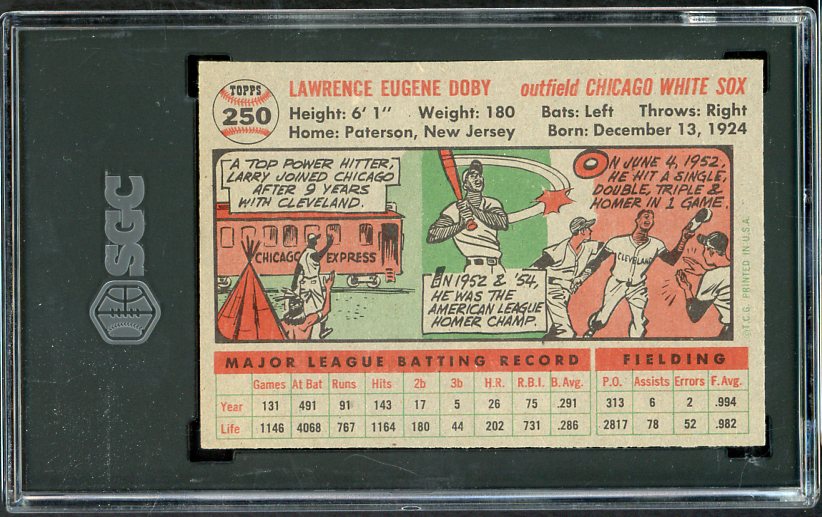 SGC
TOPPS
250
LAWRENCE EUGENE DOBY outfield CHICAGO WHITE SOX
Height: 6' 1" Weight: 180 Bats: Left Throws: Right
Home: Paterson, New Jersey Born: December 13, 1924
A TOP POWER HITTER,
LARRY JOINED CHICAGO
AFTER 9 YEARS
WITH CLEVELAND.
CHICAGO EXPRESS
IN 1952 & '54,
HE WAS THE
AMERICAN LEAGUE
HOMER CHAMP.
ON JUNE 4, 1952,
HE HIT A SINGLE,
DOUBLE, TRIPLE &
HOMER IN 1 GAME.
CLEVELAND
©T.C.G. PRINTED IN U.S.A.
MAJOR LEAGUE BATTING RECORD FIELDING
Games At Bat Runs Hits 2b 3b H.R. R.B.I. B. Avg. P.O. Assists Errors F. Avg.
Year 131 491 91 143 17 5 26 75 .291 313 6 2 .994
Life 1146 4068 767 1164 180 44 202 731 .286 2817 78 52 .982